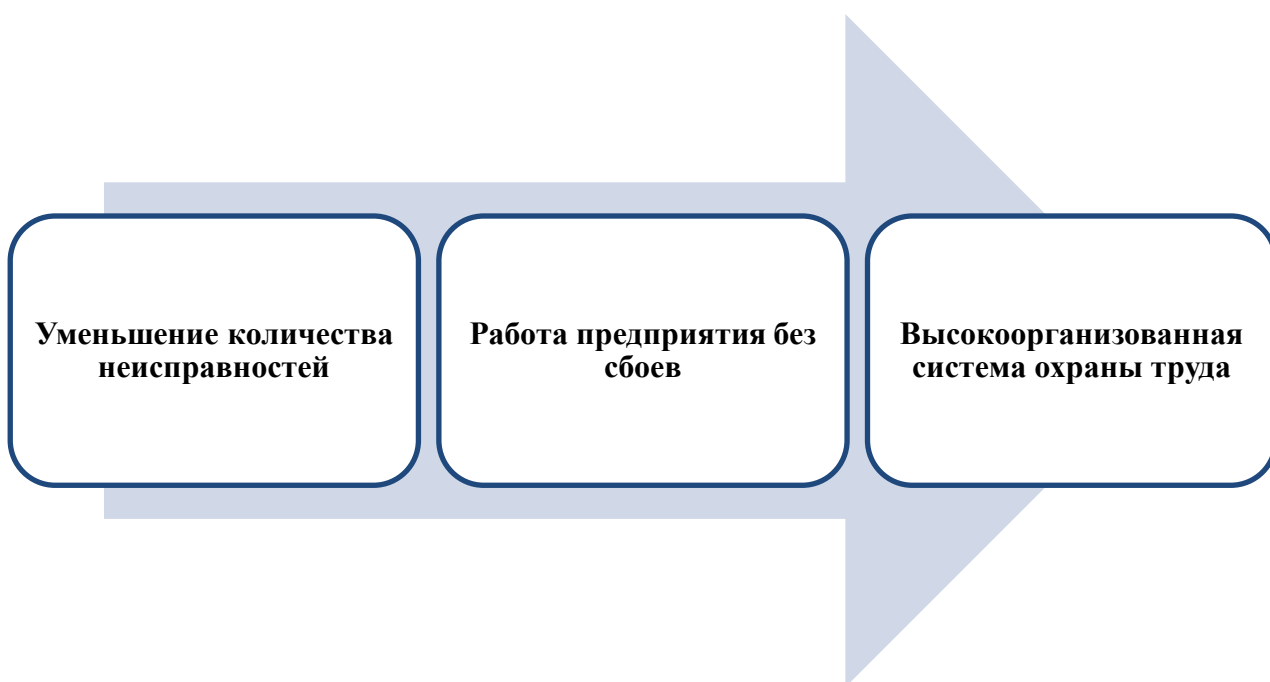 Уменьшение количества
неисправностей
Работа предприятия без
сбоев
Высокоорганизованная
система охраны труда